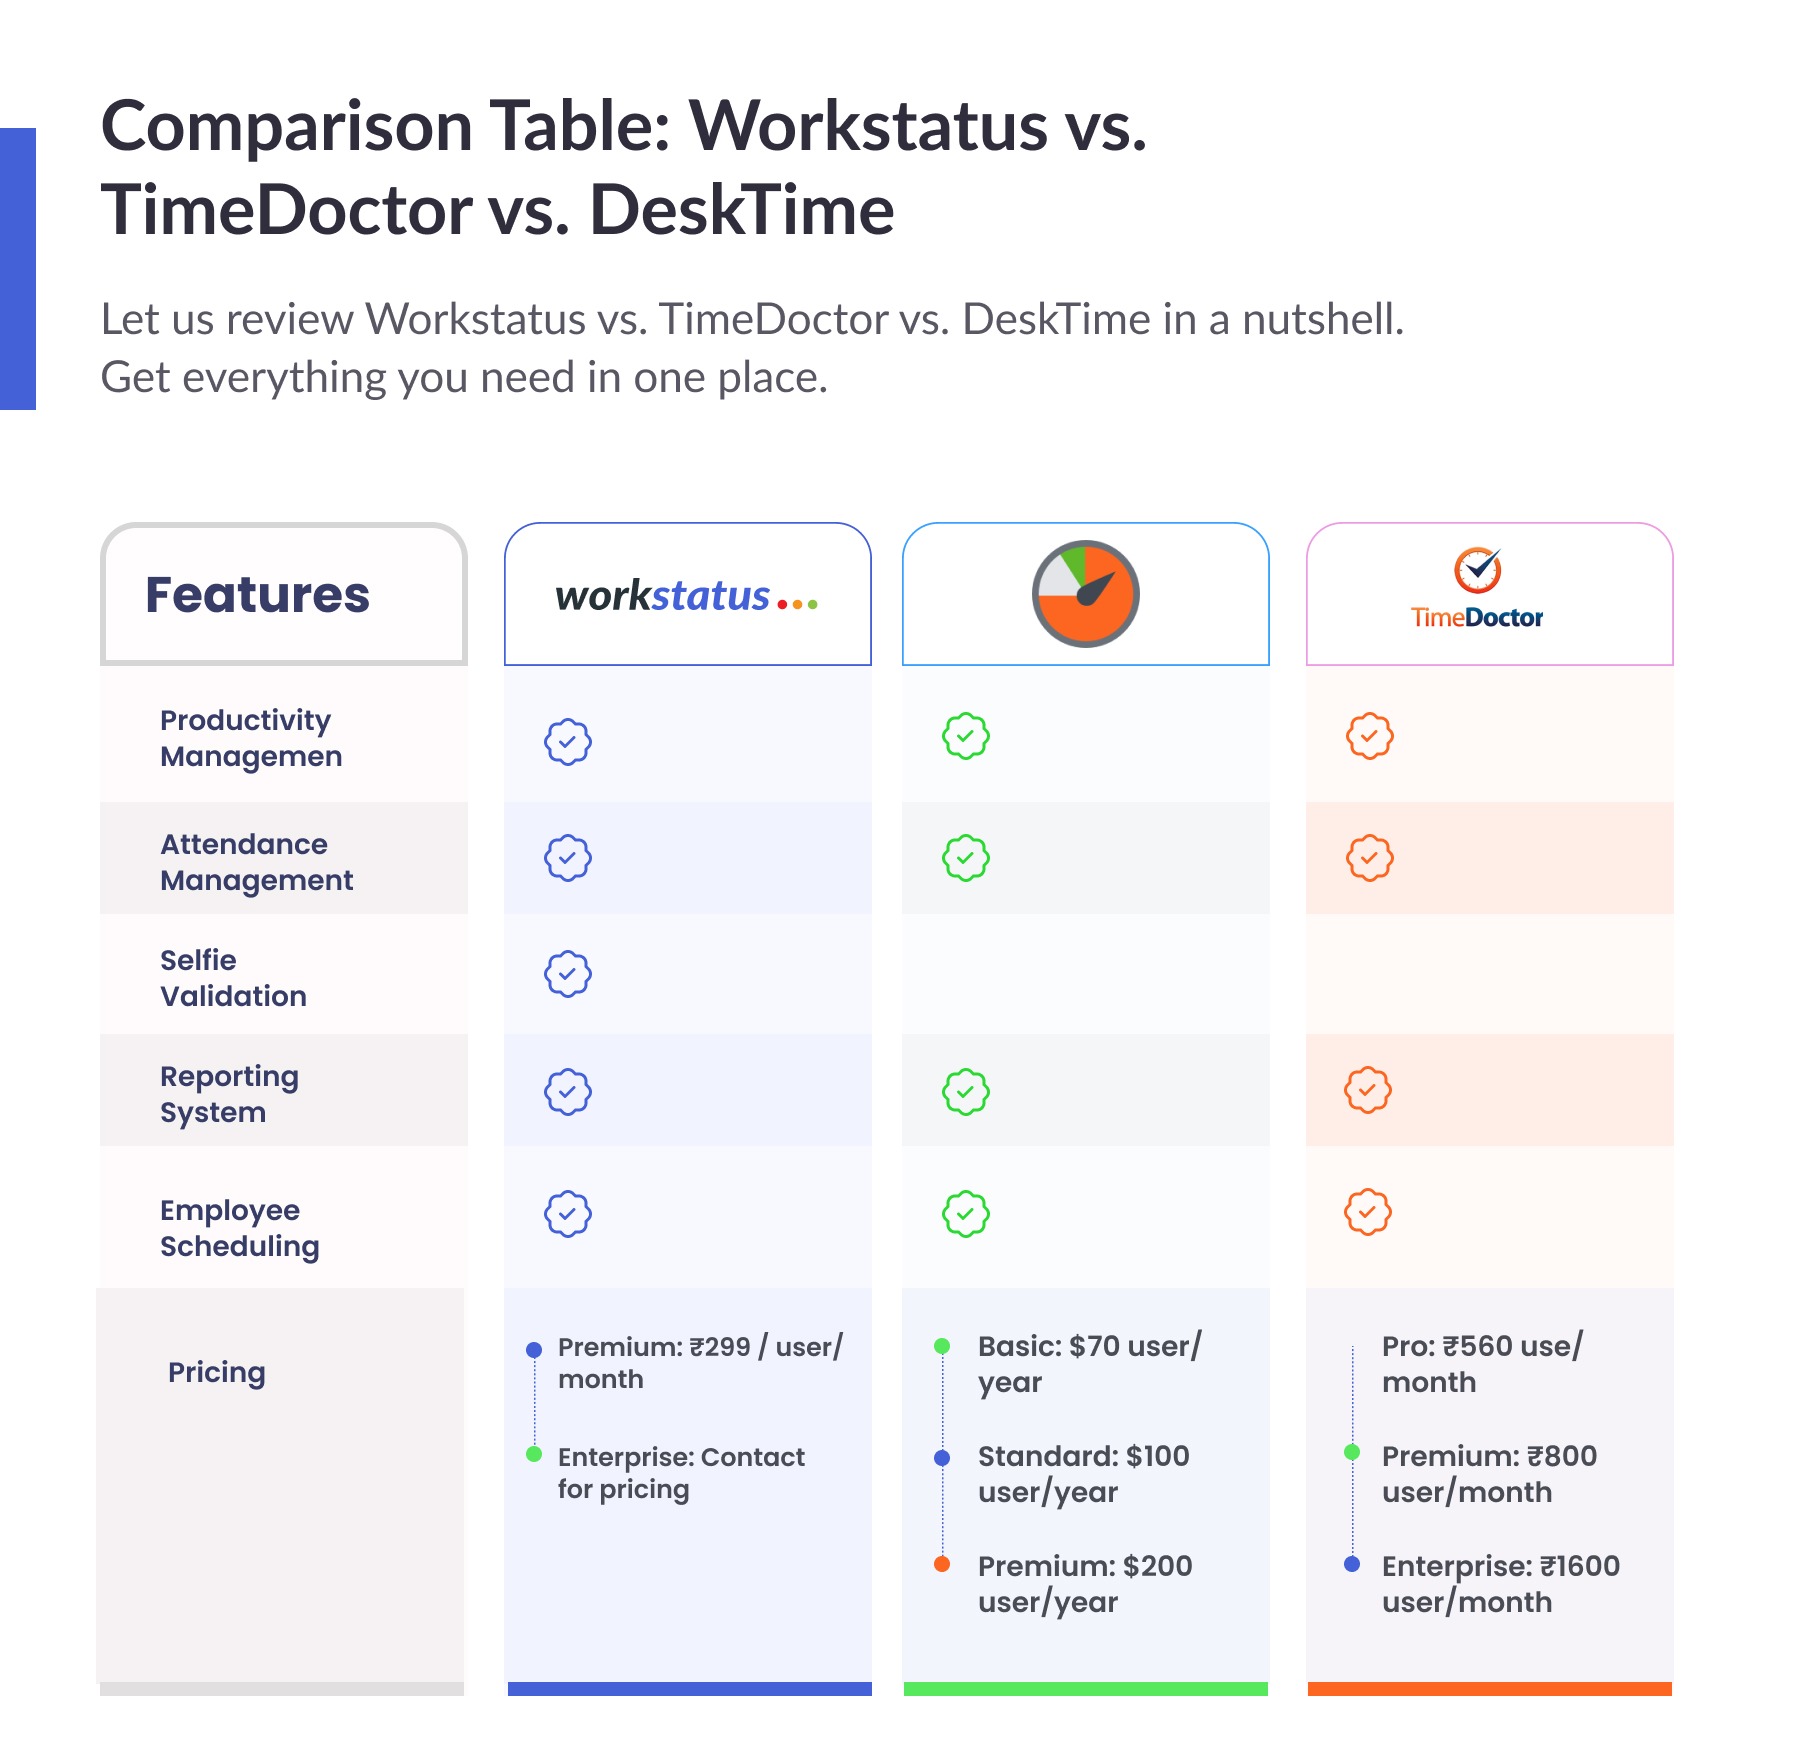 Comparison Table: Workstatus vs.
TimeDoctor vs. DeskTime
Let us review Workstatus vs. TimeDoctor vs. DeskTime in a nutshell.
Get everything you need in one place.
Features
workstatus
TimeDoctor
Productivity
Managemen
Attendance
Management
Selfie
Validation
Reporting
System
Employee
Scheduling
Pricing
Premium: ₹299 / user/
month
Enterprise: Contact
for pricing
Basic: $70 user/
year
Standard: $100
user/year
Premium: $200
user/year
Pro: ₹560 use/
month
Premium: ₹800
user/month
Enterprise: ₹1600
user/month